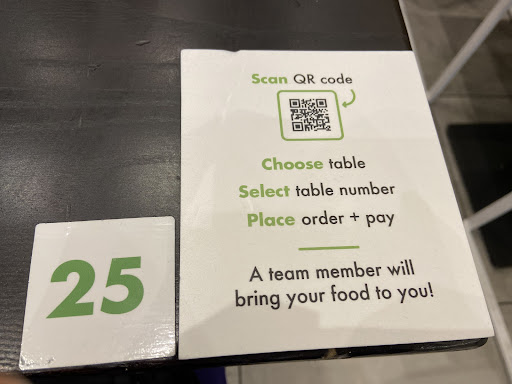 Scan QR code
Choose table
Select table number
Place order + pay
A team member will
bring your food to you!
25